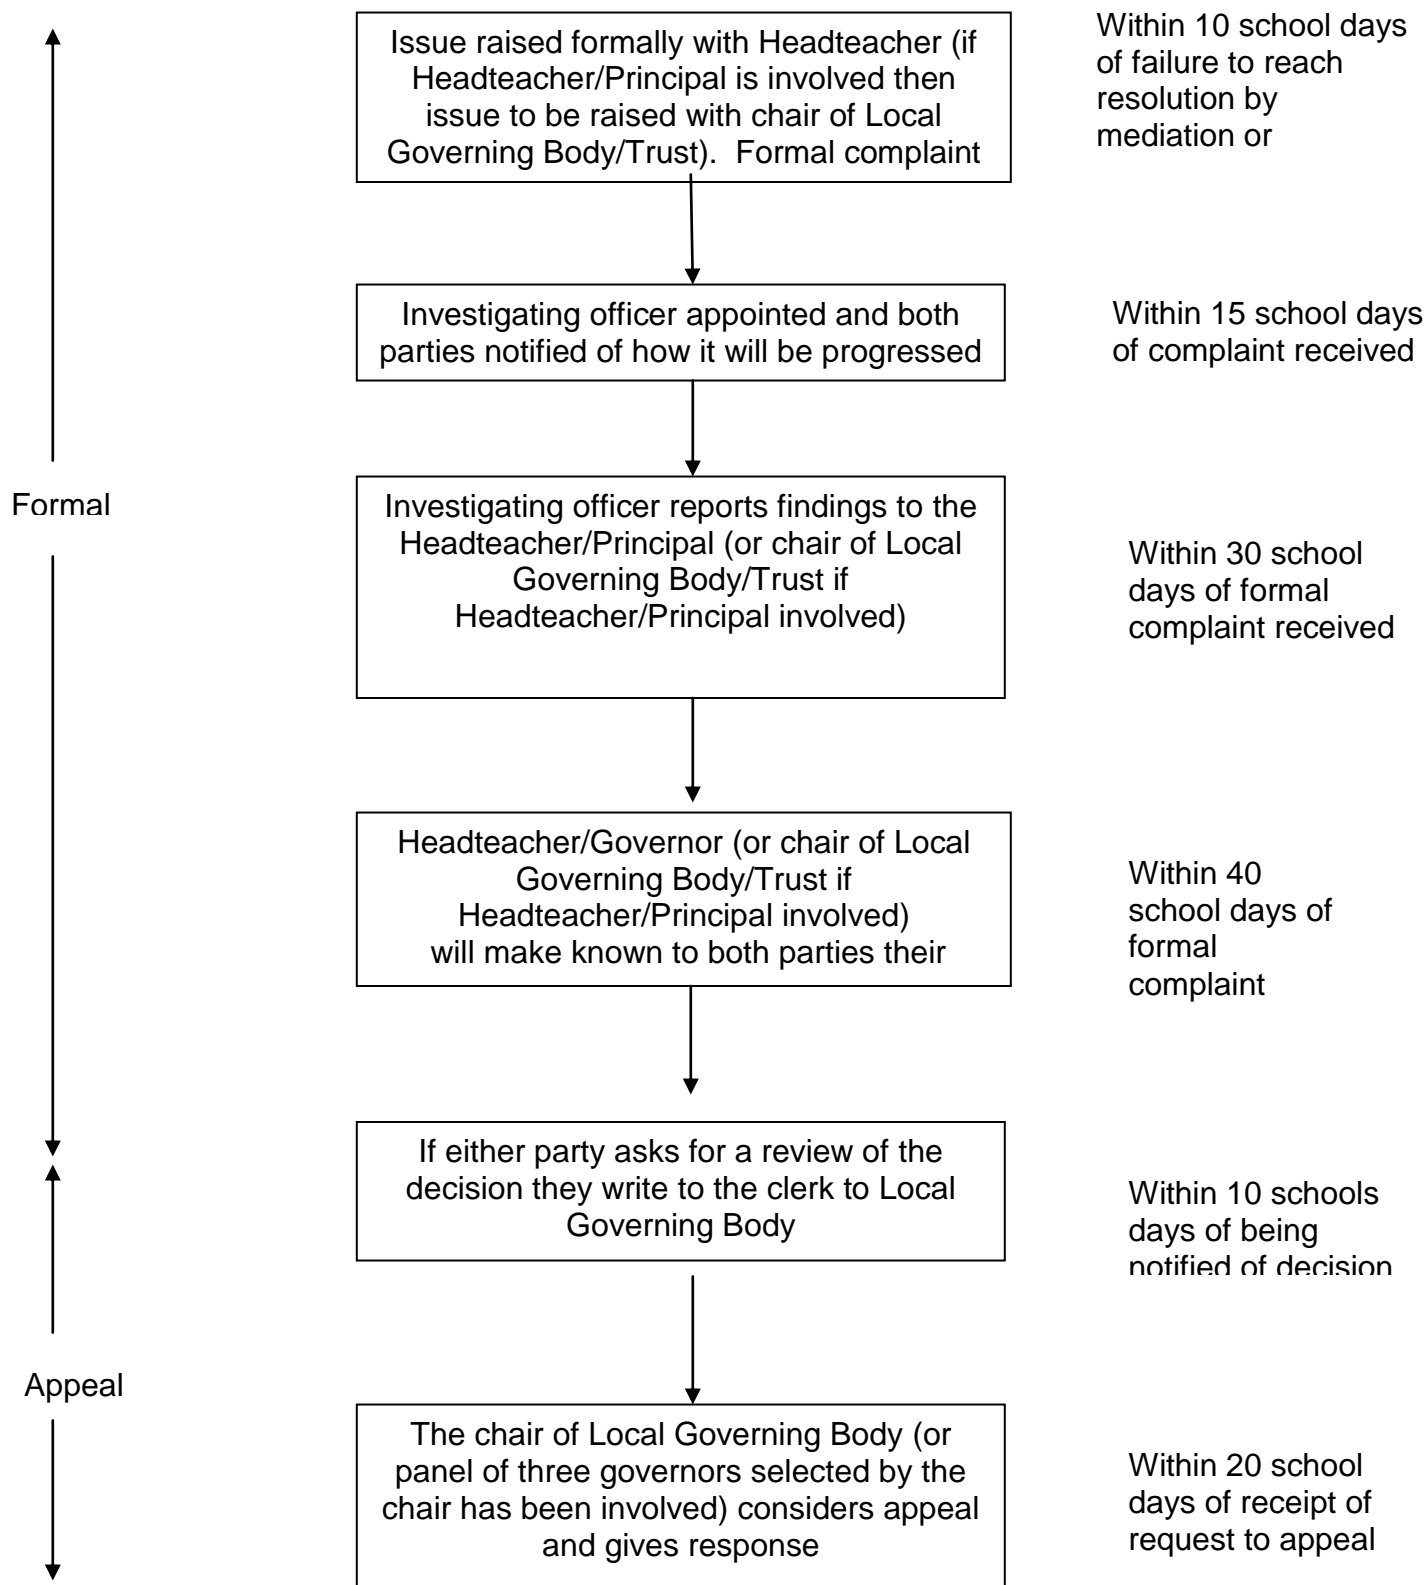 Issue raised formally with Headteacher (if
Headteacher/Principal is involved then
issue to be raised with chair of Local
Governing Body/Trust).  Formal complaint
Within 10 school days
of failure to reach
resolution by
mediation or
Investigating officer appointed and both
parties notified of how it will be progressed
Within 15 school days
of complaint received
Formal
Investigating officer reports findings to the
Headteacher/Principal (or chair of Local
Governing Body/Trust if
Headteacher/Principal involved)
Within 30 school
days of formal
complaint received
Headteacher/Governor (or chair of Local
Governing Body/Trust if
Headteacher/Principal involved)
will make known to both parties their
Within 40
school days of
formal
complaint
If either party asks for a review of the
decision they write to the clerk to Local
Governing Body
Within 10 schools
days of being
notified of decision
Appeal
The chair of Local Governing Body (or
panel of three governors selected by the
chair has been involved) considers appeal
and gives response
Within 20 school
days of receipt of
request to appeal